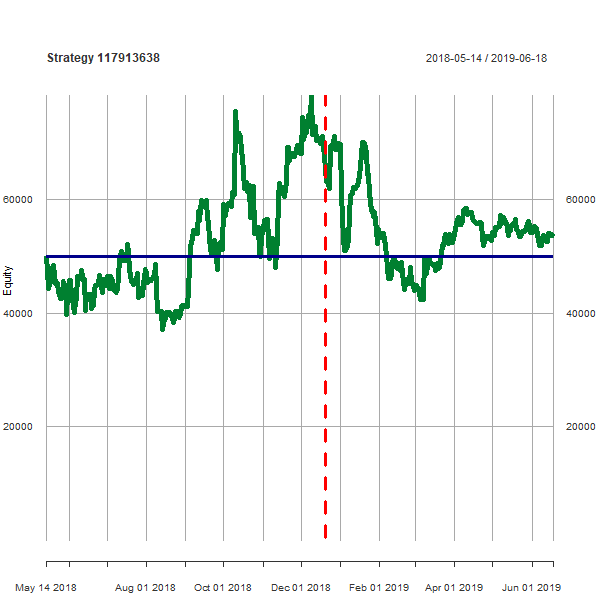 Strategy 117913638 2018-05-14 / 2019-06-18
60000 60000
Equity
40000 40000
20000 20000
May 14 2018 Aug 01 2018 Oct 01 2018 Dec 01 2018 Feb 01 2019 Apr 01 2019 Jun 01 2019